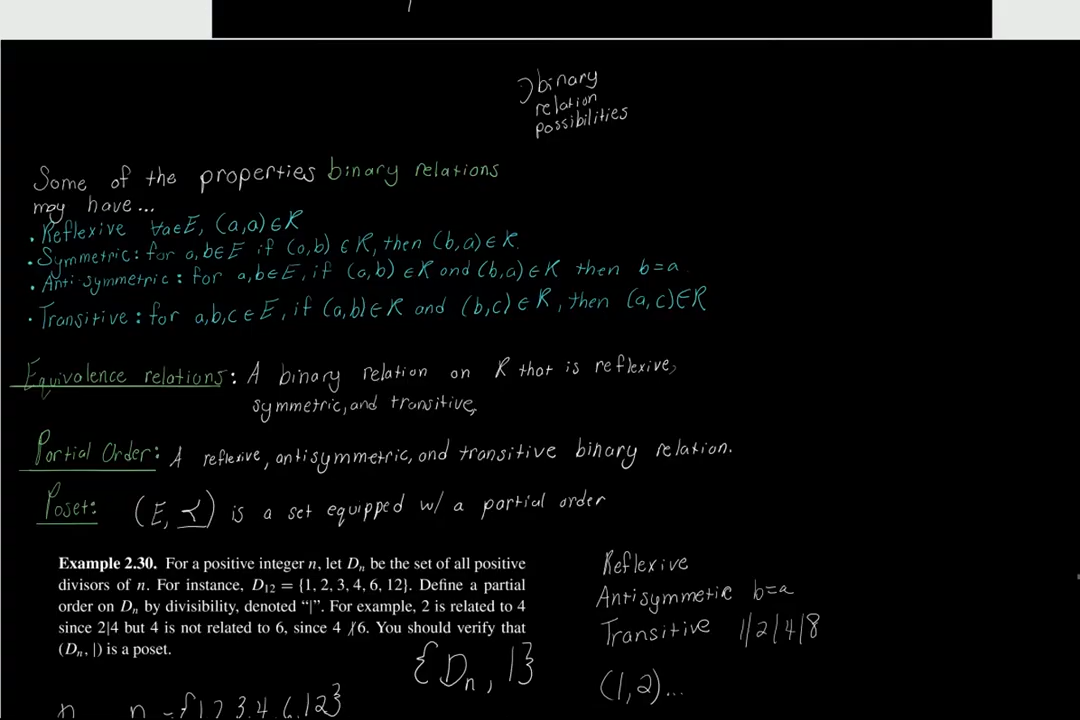 binary
relation
possibilities
Some of the properties binary relations
may have...
• Reflexive ∀a∈E, (a,a)∈R
• Symmetric: for a,b∈E if (a,b) ∈ R, then (b,a)∈R.
• Anti-symmetric: for a,b∈E, if (a,b) ∈R and (b,a)∈R then b=a.
• Transitive: for a,b,c∈E, if (a,b)∈R and (b,c)∈R, then (a,c)∈R
Equivalence relations: A binary relation on R that is reflexive,
symmetric, and transitive.
Partial Order: A reflexive, antisymmetric, and transitive binary relation.
Poset: (E, ≼) is a set equipped w/ a partial order
Example 2.30. For a positive integer n, let Dn be the set of all positive
divisors of n. For instance, D12 = {1, 2, 3, 4, 6, 12}. Define a partial
order on Dn by divisibility, denoted “|”. For example, 2 is related to 4
since 2|4 but 4 is not related to 6, since 4 ∤6. You should verify that
(Dn, |) is a poset.
{Dn, |}
Reflexive
Antisymmetric b=a
Transitive 1|2|4|8
(1,2)...